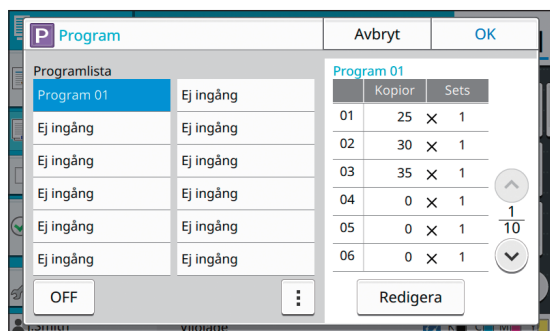 P Program
Avbryt
OK
Programlista
Program 01 Ej ingång
Ej ingång Ej ingång
Ej ingång Ej ingång
Ej ingång Ej ingång
Ej ingång Ej ingång
Ej ingång Ej ingång
OFF
Program 01
Kopior Sets
01 25 × 1
02 30 × 1
03 35 × 1
04 0 × 1
05 0 × 1
06 0 × 1
1
10
Redigera